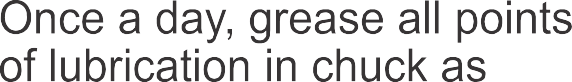 Once a day, grease all points
of lubrication in chuck as